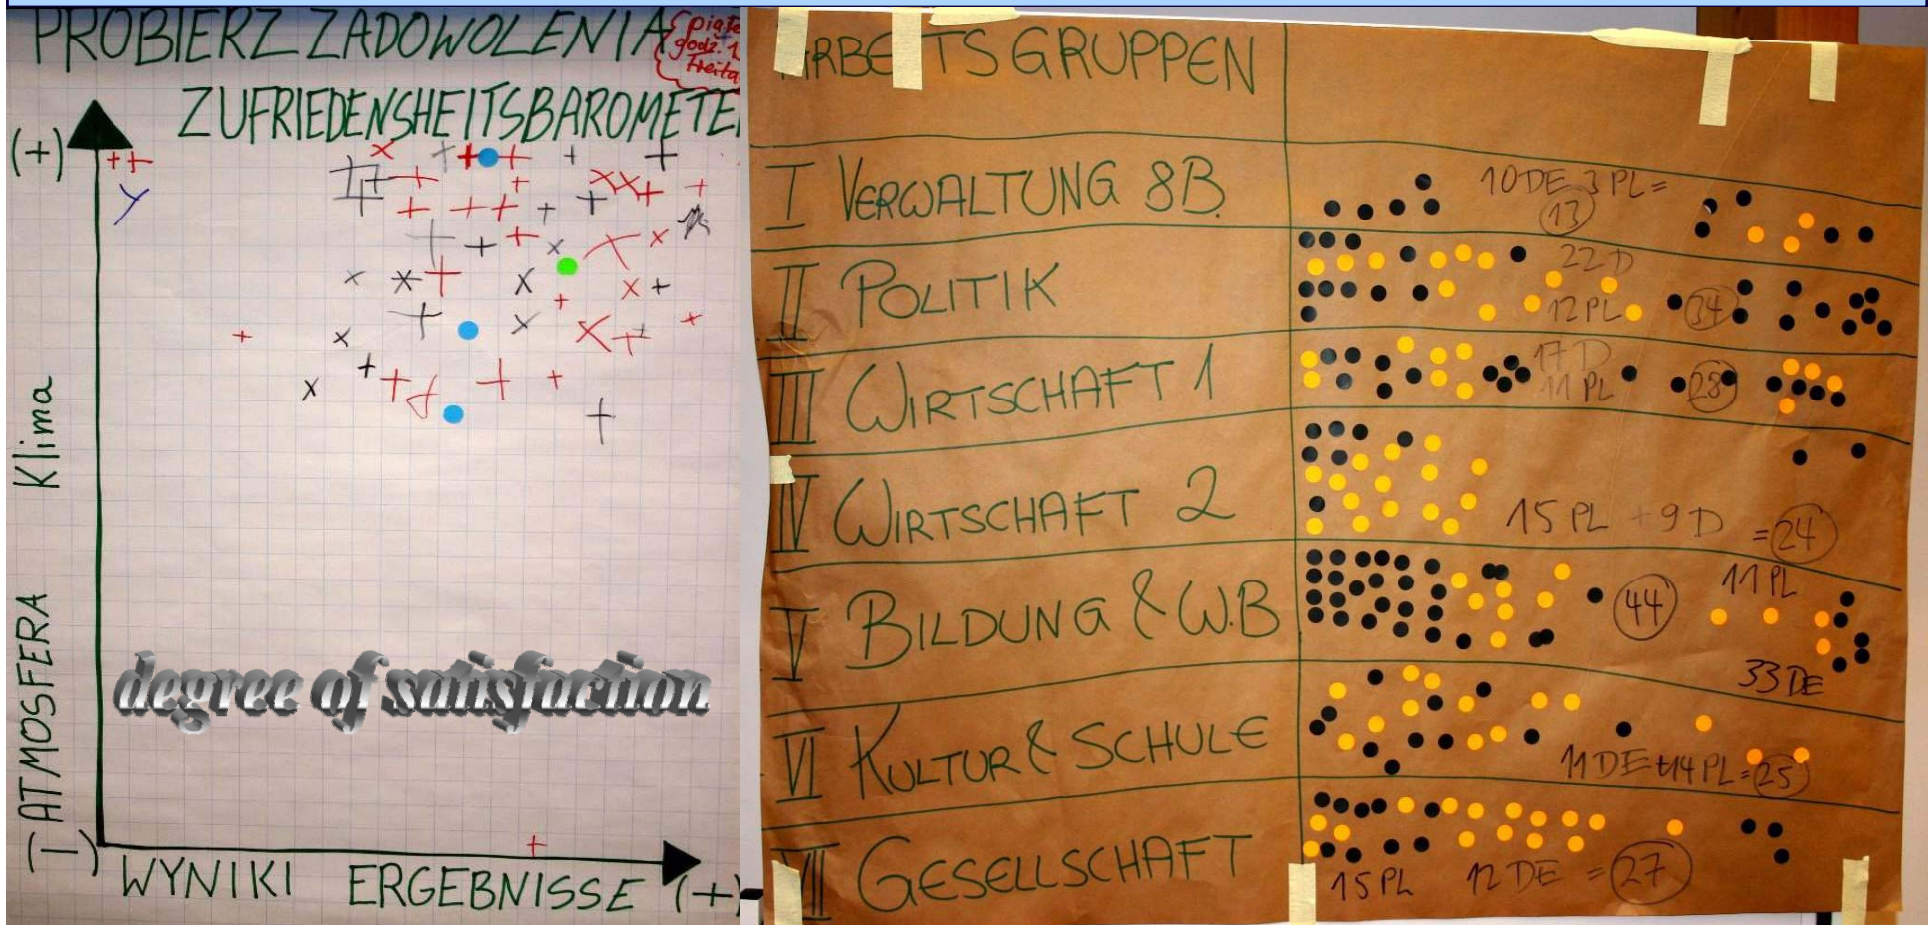 PROBIERZ ZADOWOLENIA
godz. 1
ZUFRIEDENSHEITSBAROMETE
(+)
Klima
ATMOSFERA
(-)
degree of satisfaction
WYNIKI ERGEBNISSE (+)
ARBEITSGRUPPEN
I VERWALTUNG 8B.
10 DE 3 PL =
13
II POLITIK
22 D
12 PL
34
III WIRTSCHAFT 1
17 D
11 PL
28
IV WIRTSCHAFT 2
15 PL + 9 D = 24
V BILDUNG & W.B
44
11 PL
33 DE
VI KULTUR & SCHULE
11 DE + 14 PL = 25
VII GESELLSCHAFT
15 PL 12 DE = 27